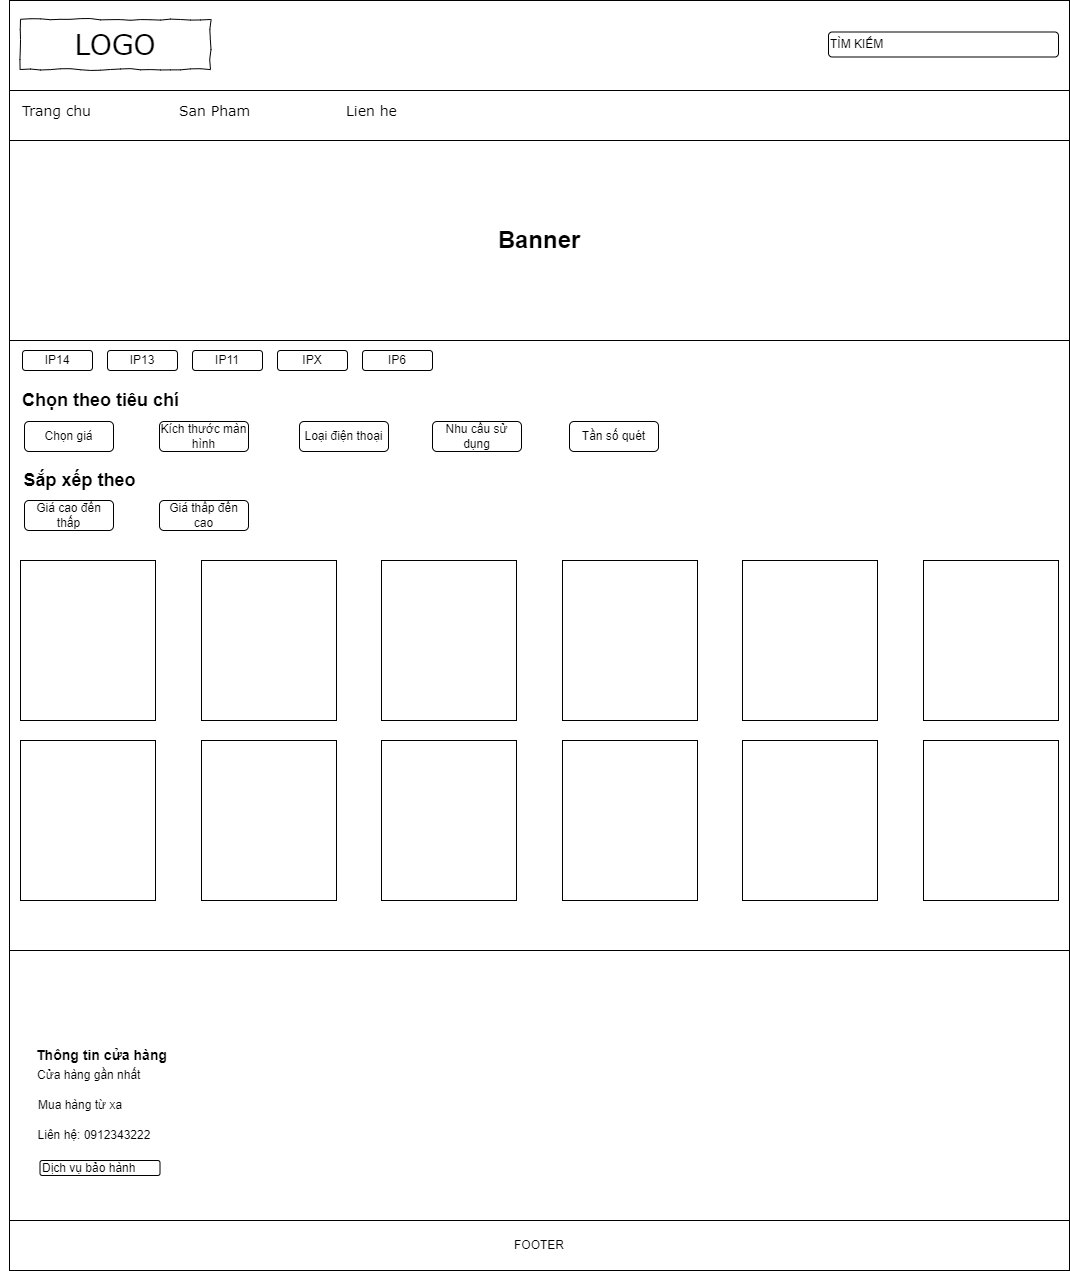 LOGO
TÌM KIẾM
Trang chu
San Pham
Lien he
Banner
IP14
IP13
IP11
IPX
IP6
Chọn theo tiêu chí
Chọn giá
Kích thước màn
hình
Loại điện thoại
Nhu cầu sử
dụng
Tần số quét
Sắp xếp theo
Giá cao đến
thấp
Giá thấp đến
cao
Thông tin cửa hàng
Cửa hàng gần nhất
Mua hàng từ xa
Liên hệ: 0912343222
Dịch vụ bảo hành
FOOTER